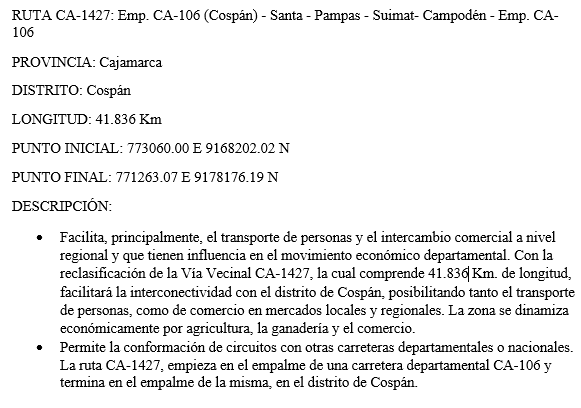 RUTA CA-1427: Emp. CA-106 (Cospán) - Santa - Pampas - Suimat- Campodén - Emp. CA-
106
PROVINCIA: Cajamarca
DISTRITO: Cospán
LONGITUD: 41.836 Km
PUNTO INICIAL: 773060.00 E 9168202.02 N
PUNTO FINAL: 771263.07 E 9178176.19 N
DESCRIPCIÓN:
• Facilita, principalmente, el transporte de personas y el intercambio comercial a nivel
regional y que tienen influencia en el movimiento económico departamental. Con la
reclasificación de la Vía Vecinal CA-1427, la cual comprende 41.836 Km. de longitud,
facilitará la interconectividad con el distrito de Cospán, posibilitando tanto el transporte
de personas, como de comercio en mercados locales y regionales. La zona se dinamiza
económicamente por agricultura, la ganadería y el comercio.
• Permite la conformación de circuitos con otras carreteras departamentales o nacionales.
La ruta CA-1427, empieza en el empalme de una carretera departamental CA-106 y
termina en el empalme de la misma, en el distrito de Cospán.